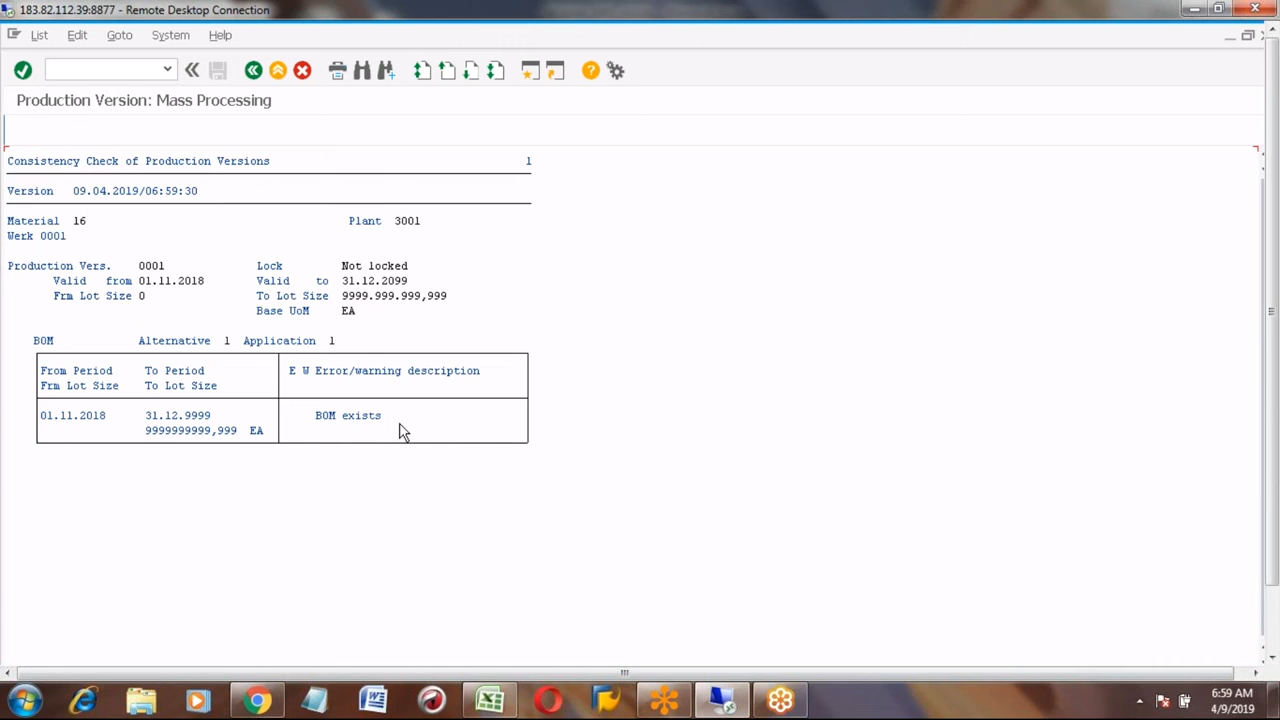 183.82.112.39:8877 - Remote Desktop Connection
List Edit Goto System Help
Production Version: Mass Processing
Consistency Check of Production Versions 1
Version 09.04.2019/06:59:30
Material 16 Plant 3001
Werk 0001
Production Vers. 0001 Lock Not locked
Valid from 01.11.2018 Valid to 31.12.2099
Frm Lot Size 0 To Lot Size 9999.999.999,999
Base UoM EA
BOM Alternative 1 Application 1
From Period To Period E W Error/warning description
Frm Lot Size To Lot Size
01.11.2018 31.12.9999 BOM exists
9999999999,999 EA
6:59 AM
4/9/2019